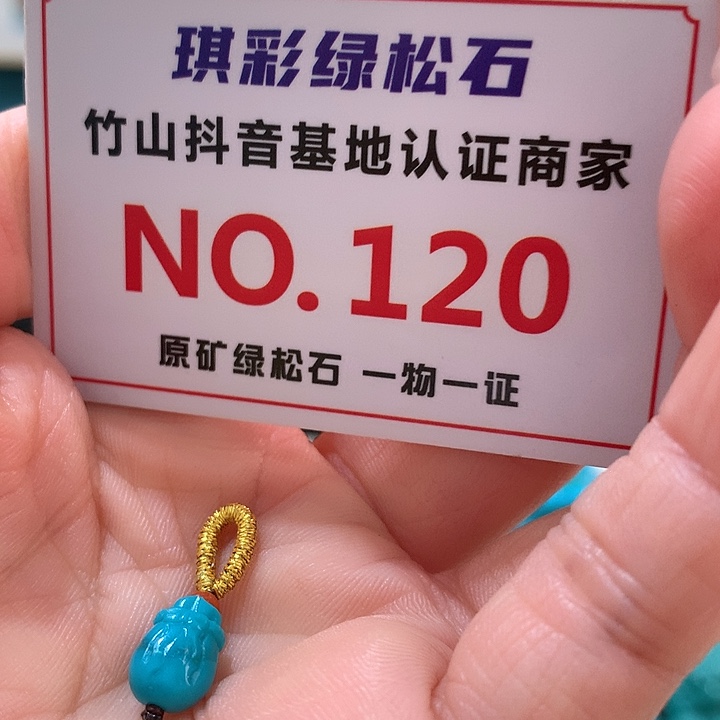 琪彩绿松石
竹山抖音基地认证商家
NO.120
原矿绿松石 一物一证